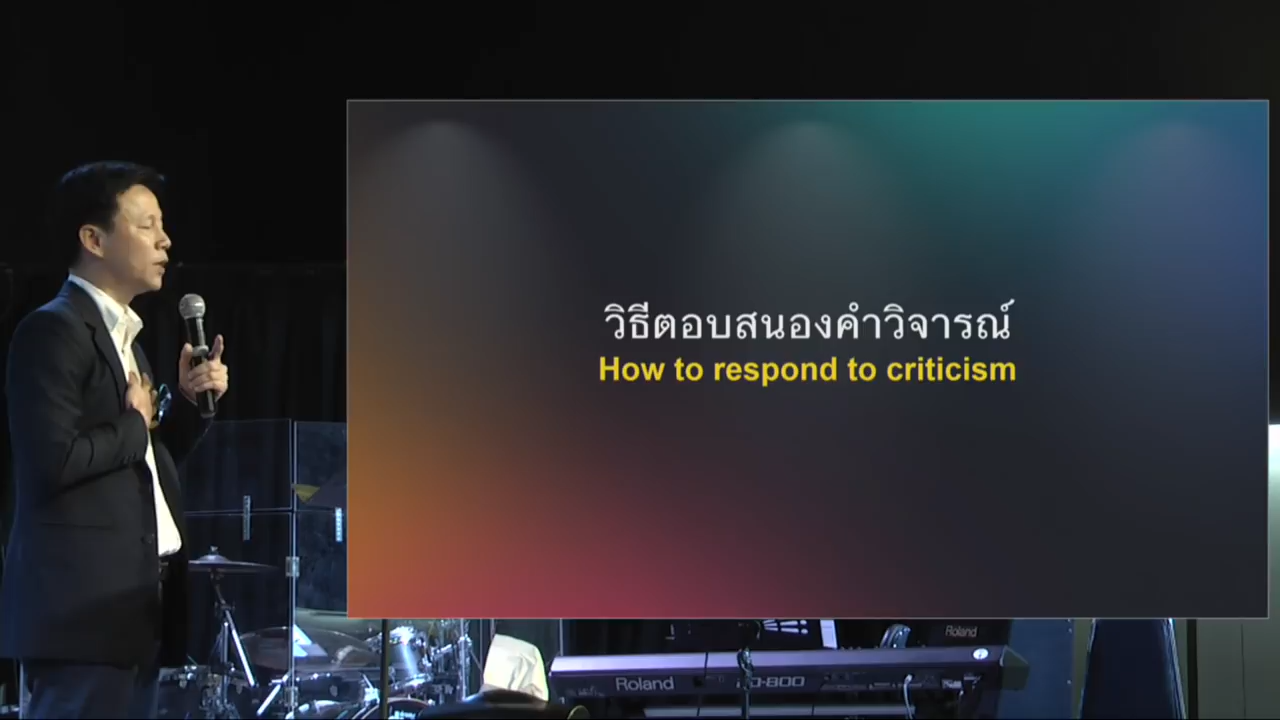 วิธีตอบสนองคำวิจารณ์
How to respond to criticism
Roland
Roland